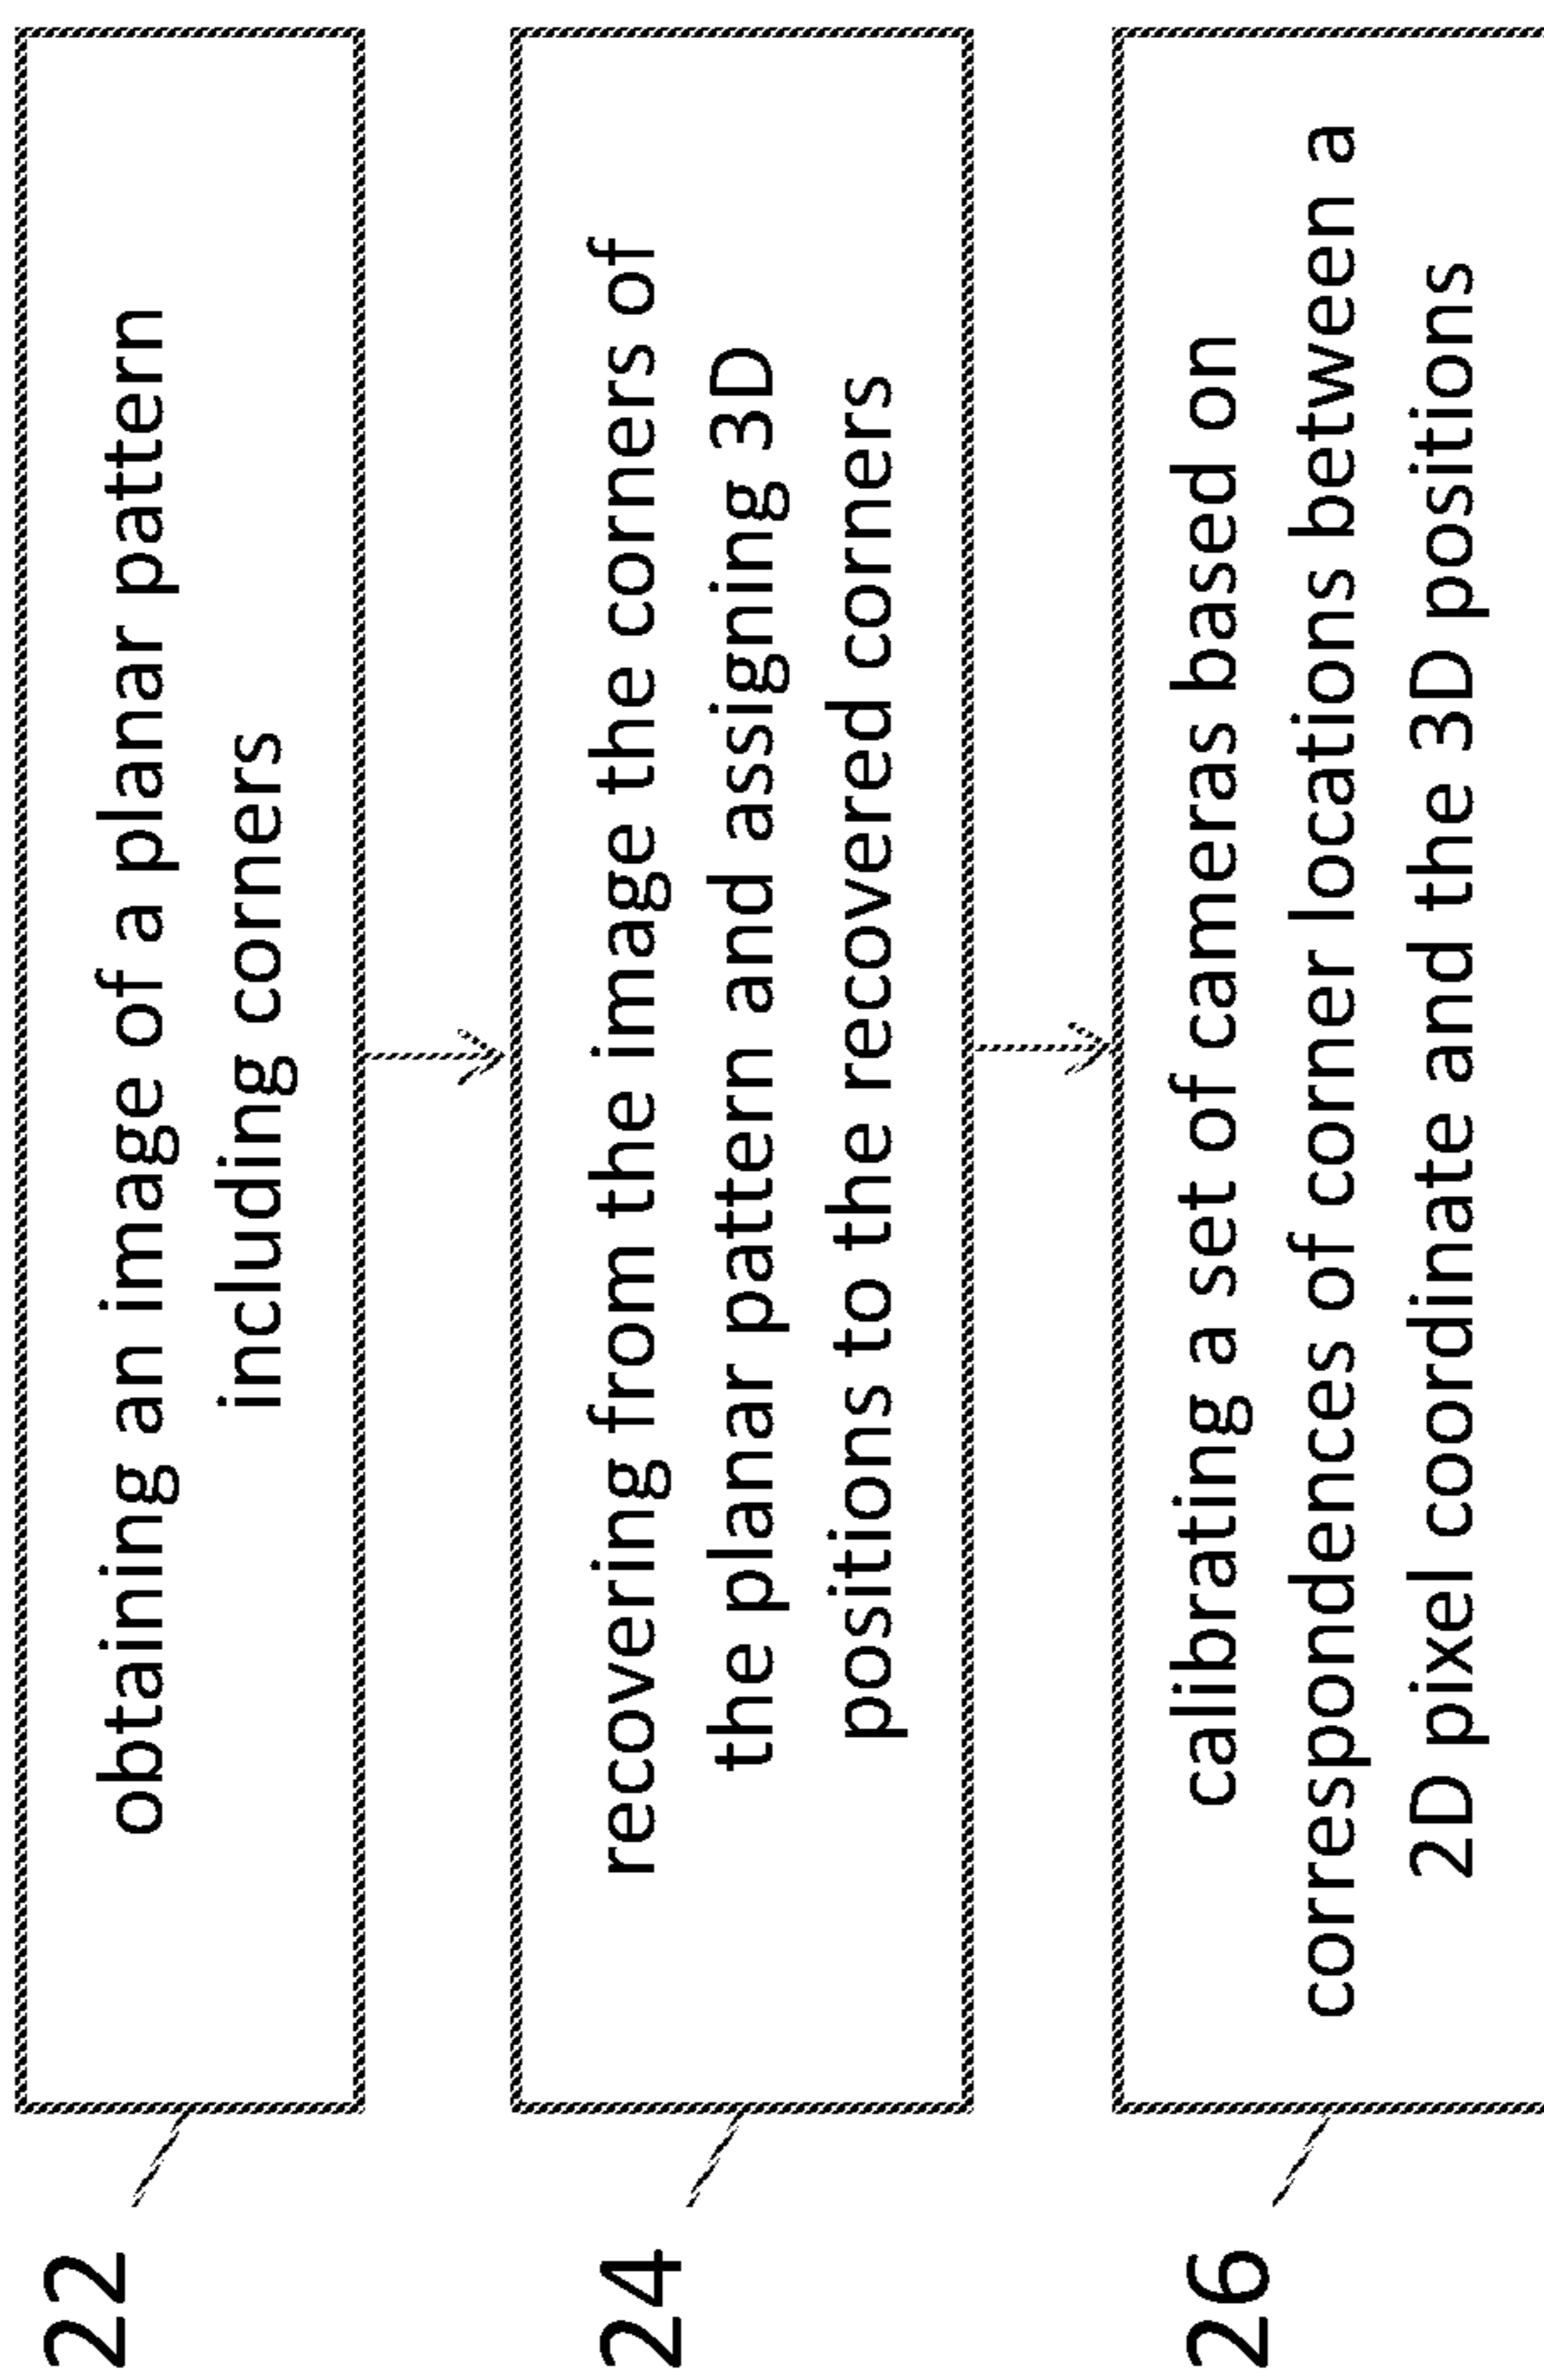 22
obtaining an image of a planar pattern
including corners
24
recovering from the image the corners of
the planar pattern and assigning 3D
positions to the recovered corners
26
calibrating a set of cameras based on
correspondences of corner locations between a
2D pixel coordinate and the 3D positions